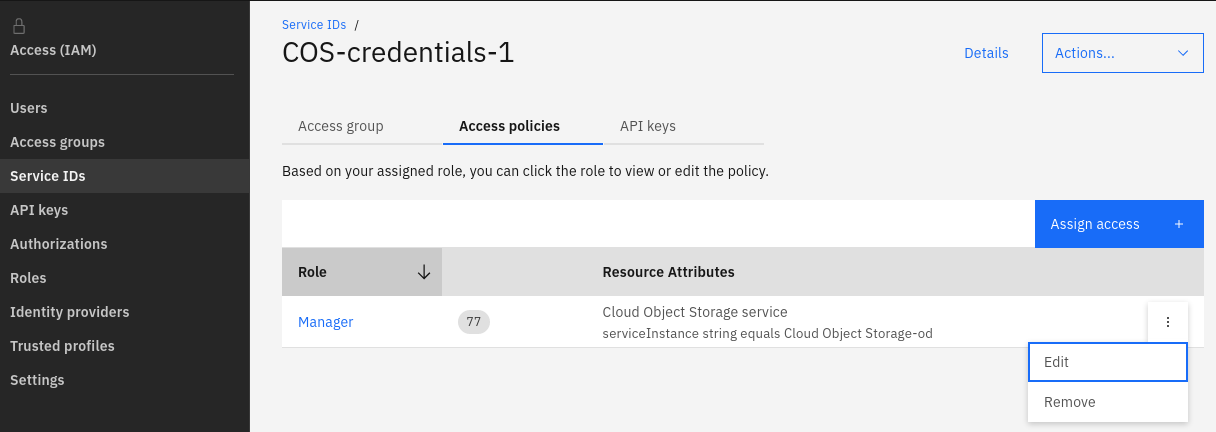 Access (IAM)
Users
Access groups
Service IDs
API keys
Authorizations
Roles
Identity providers
Trusted profiles
Settings
Service IDs /
COS-credentials-1
Details
Actions...
Access group
Access policies
API keys
Based on your assigned role, you can click the role to view or edit the policy.
Assign access +
Role
Resource Attributes
Manager
77
Cloud Object Storage service
serviceInstance string equals Cloud Object Storage-od
Edit
Remove